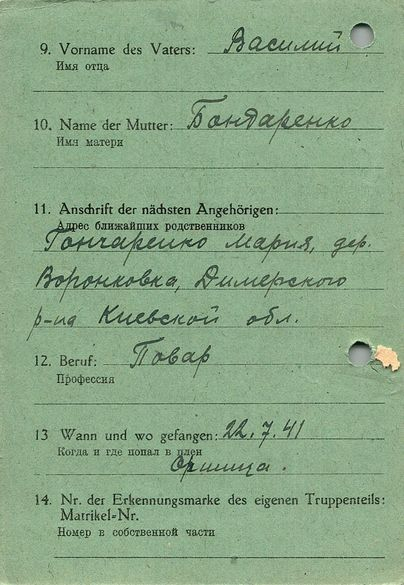 9. Vorname des Vaters: Василий
Имя отца
10. Name der Mutter: Бондаренко
Имя матери
11. Anschrift der nächsten Angehörigen:
Адрес ближайших родственников
Гончаренко Мария, дер.
Воронковка, Димерского
р-на Киевской обл.
12. Beruf: Повар
Профессия
13 Wann und wo gefangen: 22.7.41
Когда и где попал в плен
Оршица.
14. Nr. der Erkennungsmarke des eigenen Truppenteils:
Matrikel-Nr.
Номер в собственной части